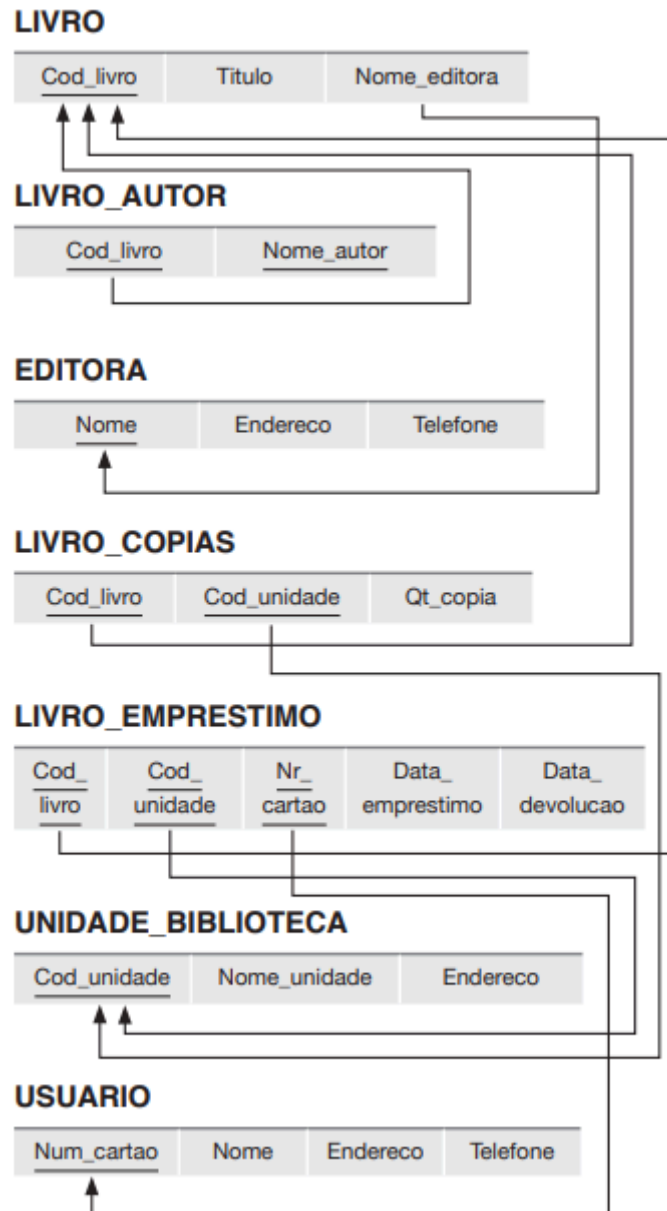 LIVRO
Cod_livro Titulo Nome_editora
LIVRO_AUTOR
Cod_livro Nome_autor
EDITORA
Nome Endereco Telefone
LIVRO_COPIAS
Cod_livro Cod_unidade Qt_copia
LIVRO_EMPRESTIMO
Cod_ Cod_ Nr_ Data_ Data_
livro unidade cartao emprestimo devolucao
UNIDADE_BIBLIOTECA
Cod_unidade Nome_unidade Endereco
USUARIO
Num_cartao Nome Endereco Telefone